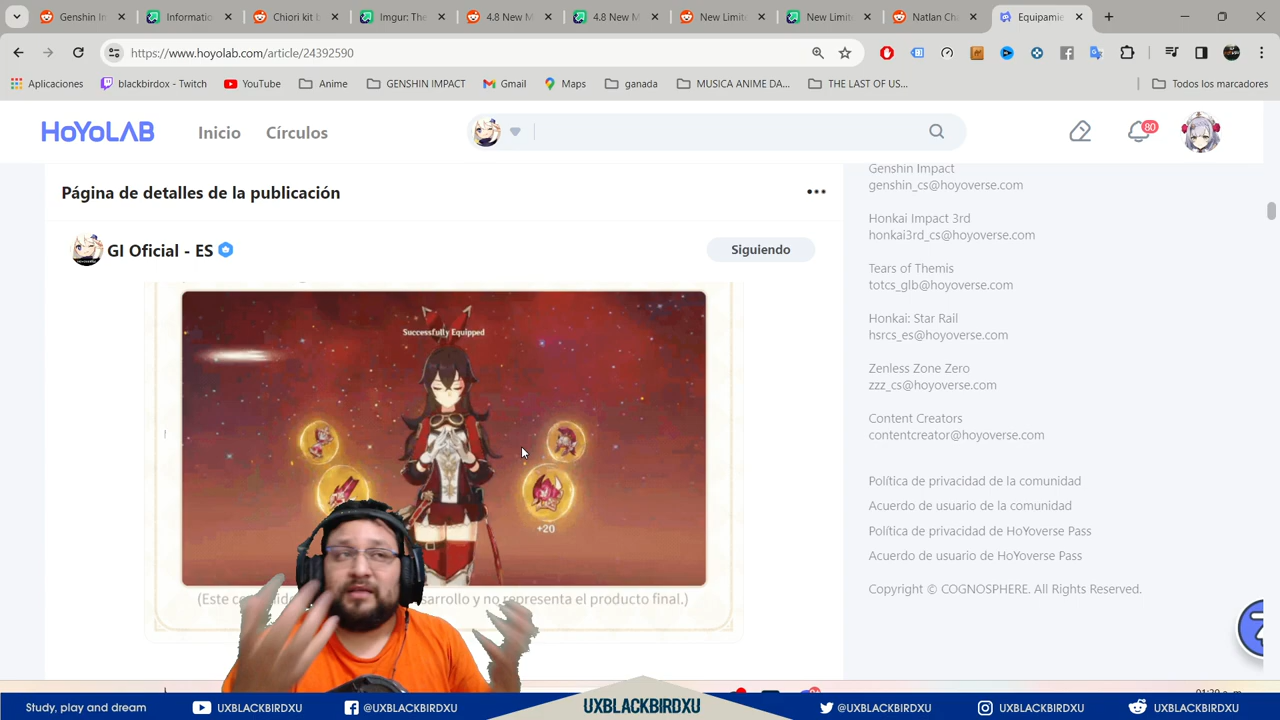 Genshin In
Informatio
Chiori kit l
Imgur: The
4.8 New M
4.8 New M
New Limite
New Limite
Natlan Ch
Equipamie
https://www.hoyolab.com/article/24392590
Aplicaciones
blackbirdox - Twitch
YouTube
Anime
GENSHIN IMPACT
Gmail
Maps
ganada
MUSICA ANIME DA...
THE LAST OF US...
Todos los marcadores
HoYoLAB
Inicio
Círculos
80
Página de detalles de la publicación
GI Oficial - ES
Siguiendo
Successfully Equipped
+20
(Este co
sarrollo y no representa el producto final.)
Genshin Impact
genshin_cs@hoyoverse.com
Honkai Impact 3rd
honkai3rd_cs@hoyoverse.com
Tears of Themis
totcs_glb@hoyoverse.com
Honkai: Star Rail
hsrcs_es@hoyoverse.com
Zenless Zone Zero
zzz_cs@hoyoverse.com
Content Creators
contentcreator@hoyoverse.com
Política de privacidad de la comunidad
Acuerdo de usuario de la comunidad
Política de privacidad de HoYoverse Pass
Acuerdo de usuario de HoYoverse Pass
Copyright © COGNOSPHERE. All Rights Reserved.
Study, play and dream
UXBLACKBIRDXU
@UXBLACKBIRDXU
UXBLACKBIRDXU
@UXBLACKBIRDXU
UXBLACKBIRDXU
UXBLACKBIRDXU